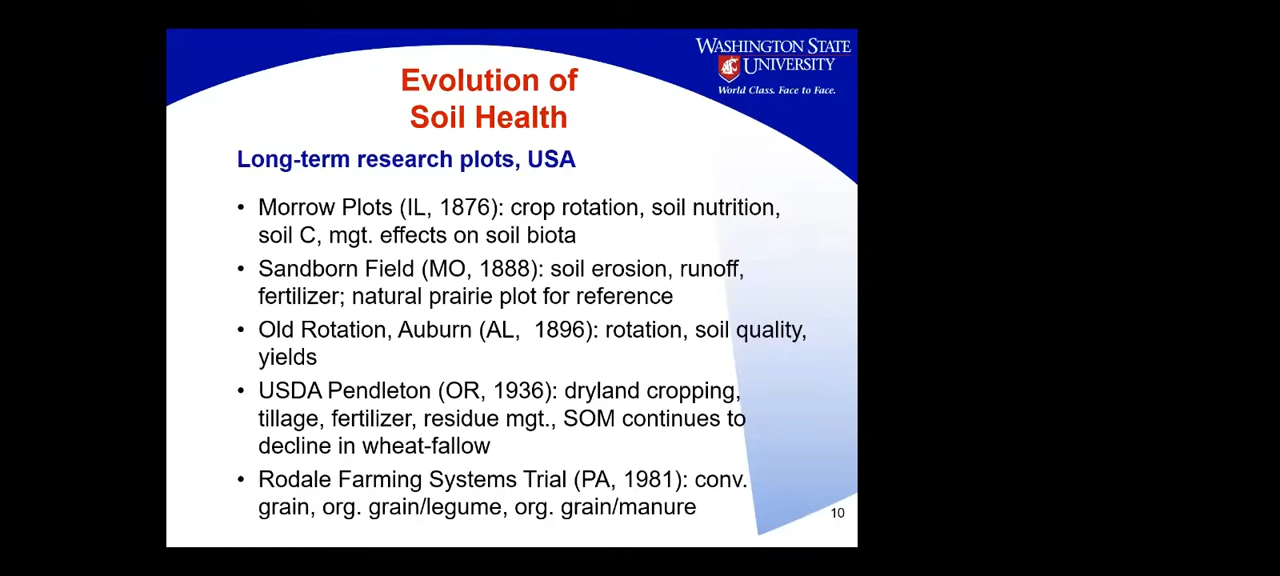 WASHINGTON STATE
UNIVERSITY
World Class. Face to Face.
Evolution of
Soil Health
Long-term research plots, USA
• Morrow Plots (IL, 1876): crop rotation, soil nutrition,
soil C, mgt. effects on soil biota
• Sandborn Field (MO, 1888): soil erosion, runoff,
fertilizer; natural prairie plot for reference
• Old Rotation, Auburn (AL,  1896): rotation, soil quality,
yields
• USDA Pendleton (OR, 1936): dryland cropping,
tillage, fertilizer, residue mgt., SOM continues to
decline in wheat-fallow
• Rodale Farming Systems Trial (PA, 1981): conv.
grain, org. grain/legume, org. grain/manure
10